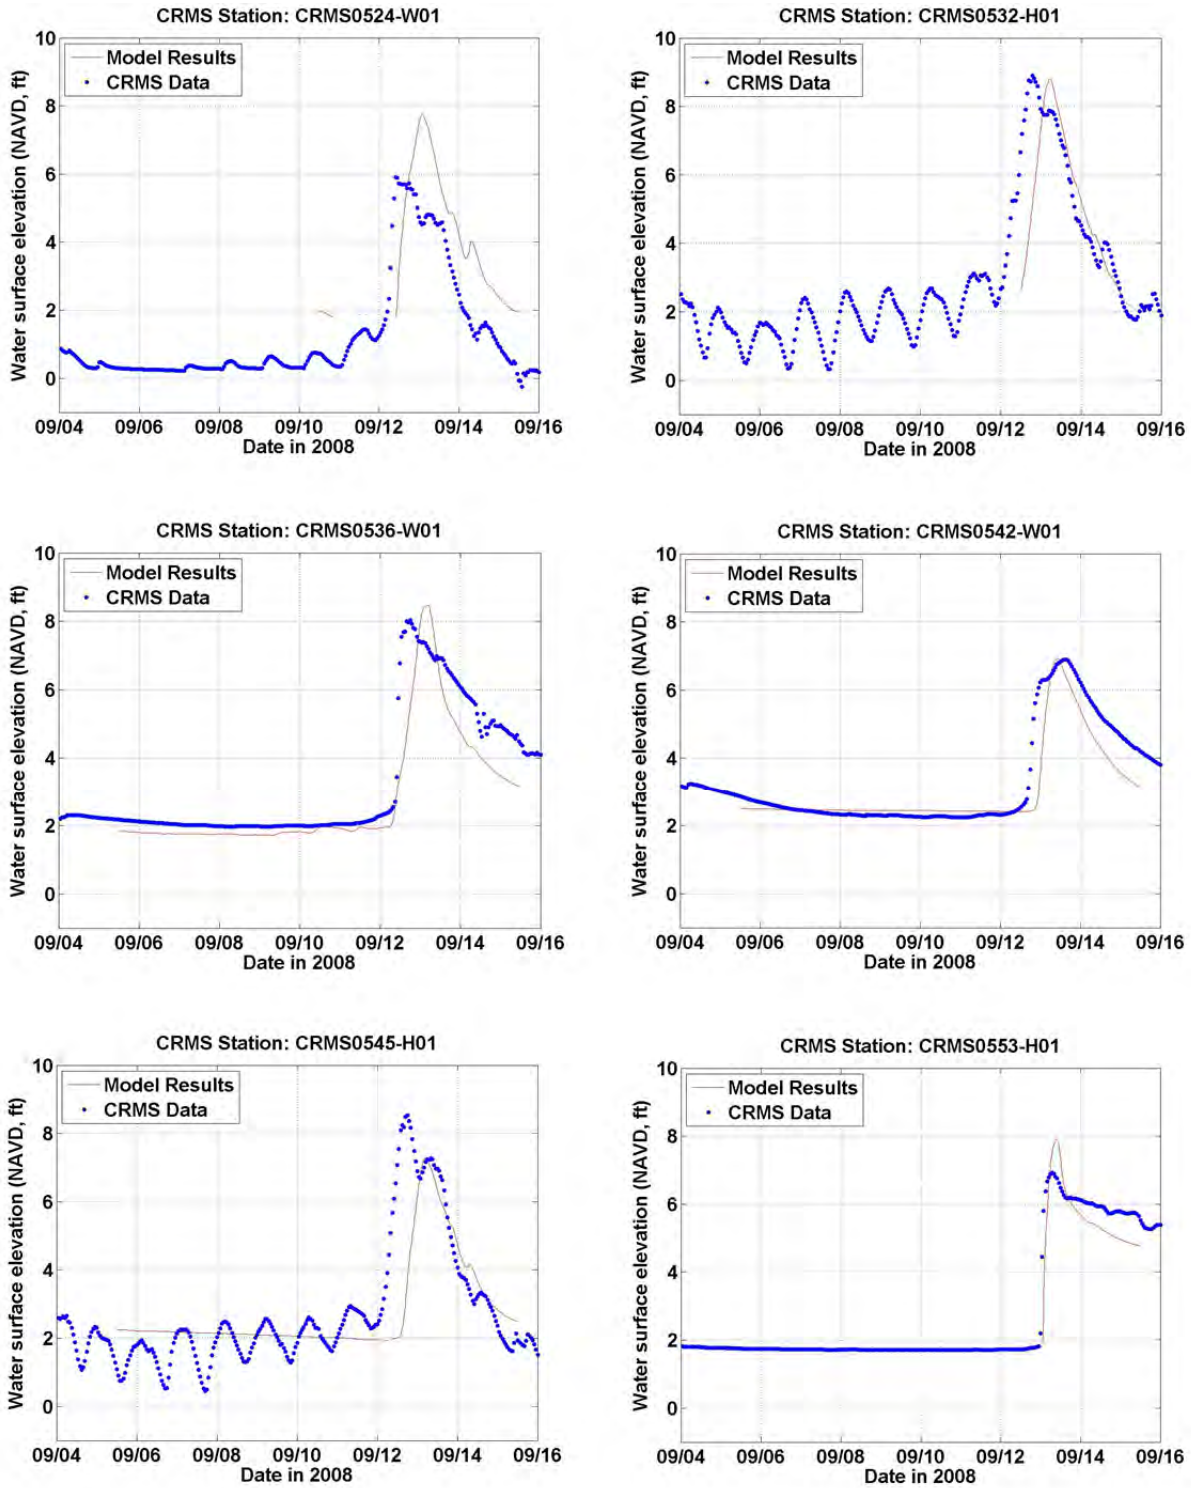 CRMS Station: CRMS0524-W01
Model Results
CRMS Data
Water surface elevation (NAVD, ft)
10
8
6
4
2
0
09/04 09/06 09/08 09/10 09/12 09/14 09/16
Date in 2008
CRMS Station: CRMS0532-H01
Model Results
CRMS Data
Water surface elevation (NAVD, ft)
10
8
6
4
2
0
09/04 09/06 09/08 09/10 09/12 09/14 09/16
Date in 2008
CRMS Station: CRMS0536-W01
Model Results
CRMS Data
Water surface elevation (NAVD, ft)
10
8
6
4
2
0
09/04 09/06 09/08 09/10 09/12 09/14 09/16
Date in 2008
CRMS Station: CRMS0542-W01
Model Results
CRMS Data
Water surface elevation (NAVD, ft)
10
8
6
4
2
0
09/04 09/06 09/08 09/10 09/12 09/14 09/16
Date in 2008
CRMS Station: CRMS0545-H01
Model Results
CRMS Data
Water surface elevation (NAVD, ft)
10
8
6
4
2
0
09/04 09/06 09/08 09/10 09/12 09/14 09/16
Date in 2008
CRMS Station: CRMS0553-H01
Model Results
CRMS Data
Water surface elevation (NAVD, ft)
10
8
6
4
2
0
09/04 09/06 09/08 09/10 09/12 09/14 09/16
Date in 2008